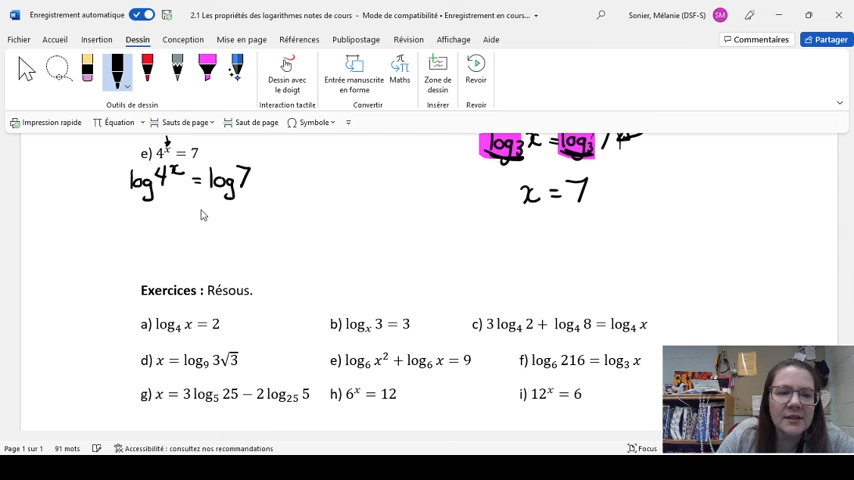 Enregistrement automatique
2.1 Les propriétés des logarithmes notes de cours - Mode de compatibilité • Enregistrement en cours...
Sonier, Mélanie (DSF-S) SM
Fichier Accueil Insertion Dessin Conception Mise en page Références Publipostage Révision Affichage Aide
Commentaires Partager
Dessin avec le doigt
Entrée manuscrite en forme
Maths
Zone de dessin
Revoir
Outils de dessin Interaction tactile Convertir Insérer Revoir
Impression rapide Équation Sauts de page Saut de page Symbole
e) 4ˣ = 7
log₃ x = log₃ 7
log 4ˣ = log 7
x = 7
Exercices : Résous.
a) log₄ x = 2 b) logₓ 3 = 3 c) 3 log₄ 2 + log₄ 8 = log₄ x
d) x = log₉ 3√3 e) log₆ x² + log₆ x = 9 f) log₆ 216 = log₃ x
g) x = 3 log₅ 25 − 2 log₂₅ 5 h) 6ˣ = 12 i) 12ˣ = 6
Page 1 sur 1 91 mots Accessibilité : consultez nos recommandations Focus